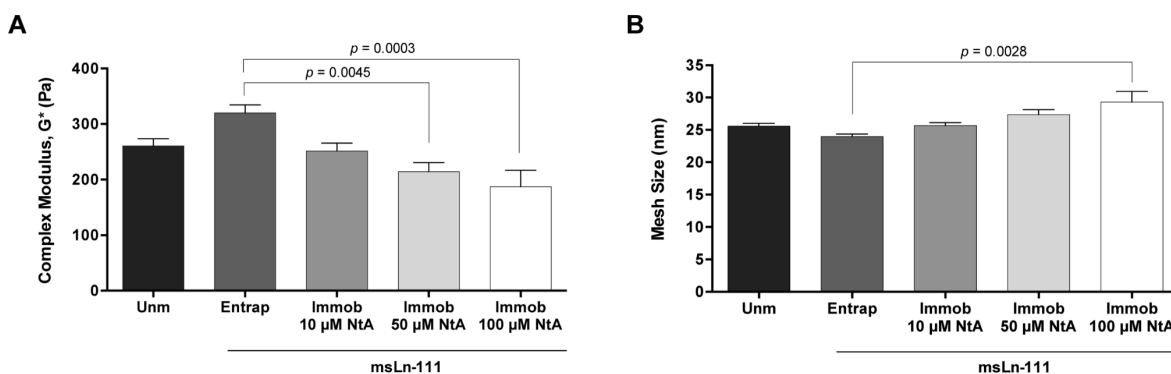 A
Complex Modulus, G* (Pa)
400
300
200
100
0
p = 0.0003
p = 0.0045
Unm
Entrap
Immob
10 µM NtA
Immob
50 µM NtA
Immob
100 µM NtA
msLn-111
B
Mesh Size (nm)
35
30
25
20
15
10
5
0
p = 0.0028
Unm
Entrap
Immob
10 µM NtA
Immob
50 µM NtA
Immob
100 µM NtA
msLn-111